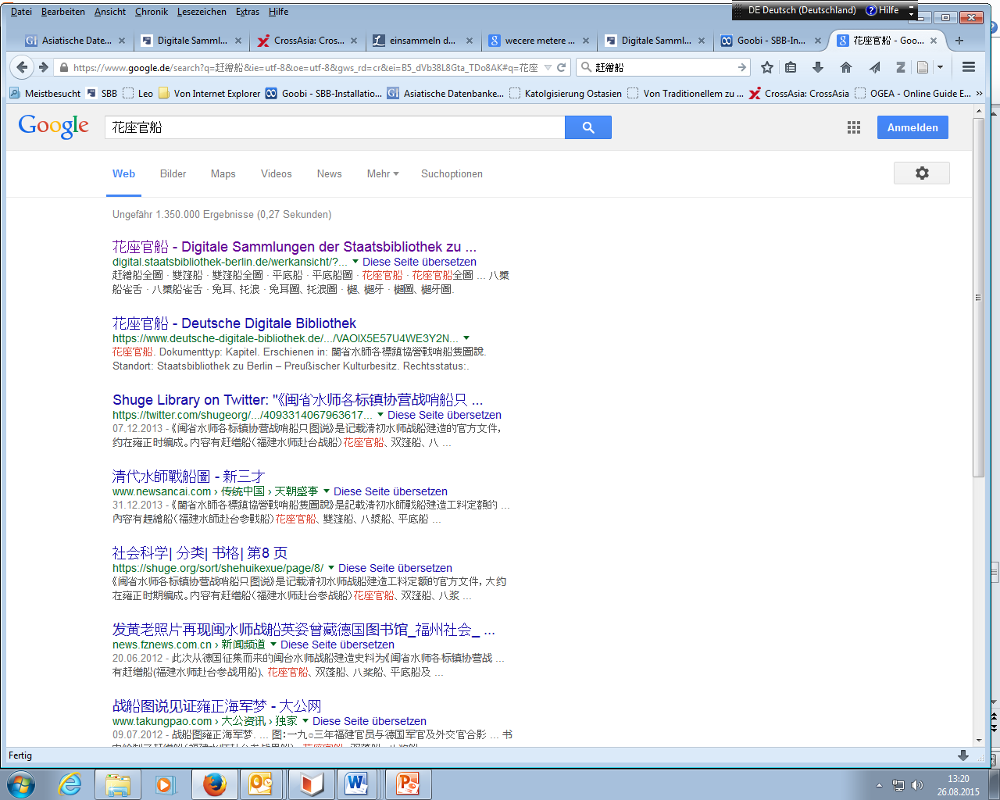 Datei Bearbeiten Ansicht Chronik Lesezeichen Extras Hilfe
DE Deutsch (Deutschland) Hilfe
Asiatische Date... Digitale Samml... CrossAsia: Cros... einsammeln d... wecere metere ... Digitale Samml... Goobi - SBB-In... 花座官船 - Goo...
https://www.google.de/search?q=赶繒船&ie=utf-8&oe=utf-8&gws_rd=cr&ei=B5_dVb38L8Gta_TDo8AK#q=花座 赶繒船
Meistbesucht SBB Leo Von Internet Explorer Goobi - SBB-Installatio... Asiatische Datenbanke... Katolgisierung Ostasien Von Traditionellem zu ... CrossAsia: CrossAsia OGEA - Online Guide E... »
Google 花座官船 Anmelden
Web Bilder Maps Videos News Mehr Suchoptionen
Ungefähr 1.350.000 Ergebnisse (0,27 Sekunden)
花座官船 - Digitale Sammlungen der Staatsbibliothek zu ...
digital.staatsbibliothek-berlin.de/werkansicht/?... Diese Seite übersetzen
赶繒船全圖 · 雙篷船 · 雙篷船全圖 · 平底船 · 平底船圖 · 花座官船 · 花座官船全圖 ... 八槳
船雀舌 · 八槳船雀舌 · 兔耳、托浪 · 兔耳圖、托浪圖
花座官船 - Deutsche Digitale Bibliothek
https://www.deutsche-digitale-bibliothek.de/.../VAOIX5E57U4WE3Y2N...
花座官船. Dokumenttyp: Kapitel. Erschienen in: 閩省水師各標鎮協營戰哨船隻圖說.
Standort: Staatsbibliothek zu Berlin – Preußischer Kulturbesitz. Rechtsstatus:.
Shuge Library on Twitter: "《闽省水师各标镇协营战哨船只 ...
https://twitter.com/shugeorg/.../4093314067963617... Diese Seite übersetzen
07.12.2013 - 《闽省水师各标镇协营战哨船只图说》是记载清初水师战船建造的官方文件，
约在雍正时编成。内容有赶缯船（福建水师赴台战船）花座官船、双篷船、八 ...
清代水師戰船圖 - 新三才
www.newsancai.com › 传统中国 › 天朝盛事 Diese Seite übersetzen
31.12.2013 - 《閩省水師各標鎮協營戰哨船隻圖說》是記載清初水師戰船建造工料定額的 ...
內容有趕繒船（福建水師赴台參戰船）花座官船、雙篷船、八槳船、平底船 ...
社会科学| 分类| 书格| 第8 页
https://shuge.org/sort/shehuikexue/page/8/ Diese Seite übersetzen
《闽省水师各标镇协营战哨船只图说》是记载清初水师战船建造工料定额的官方文件，大约
在雍正时期编成。内容有赶缯船（福建水师赴台参战船）花座官船、双篷船、八桨 ...
发黄老照片再现闽水师战船英姿曾藏德国图书馆_福州社会_ ...
news.fznews.com.cn › 新闻频道 Diese Seite übersetzen
20.06.2012 - 此次从德国征集而来的闽台水师战船建造史料为《闽省水师各标镇协营战 ...
有赶缯船(福建水师赴台参战用船)、花座官船、双蓬船、八桨船、平底船及 ...
战船图说见证雍正海军梦 - 大公网
www.takungpao.com › 大公资讯 › 独家 Diese Seite übersetzen
09.07.2012 - 战船图雍正海军梦. ... 图：一九○三年福建官员与德国军官及外交官合影 ... 书
Fertig
13:20
26.08.2015